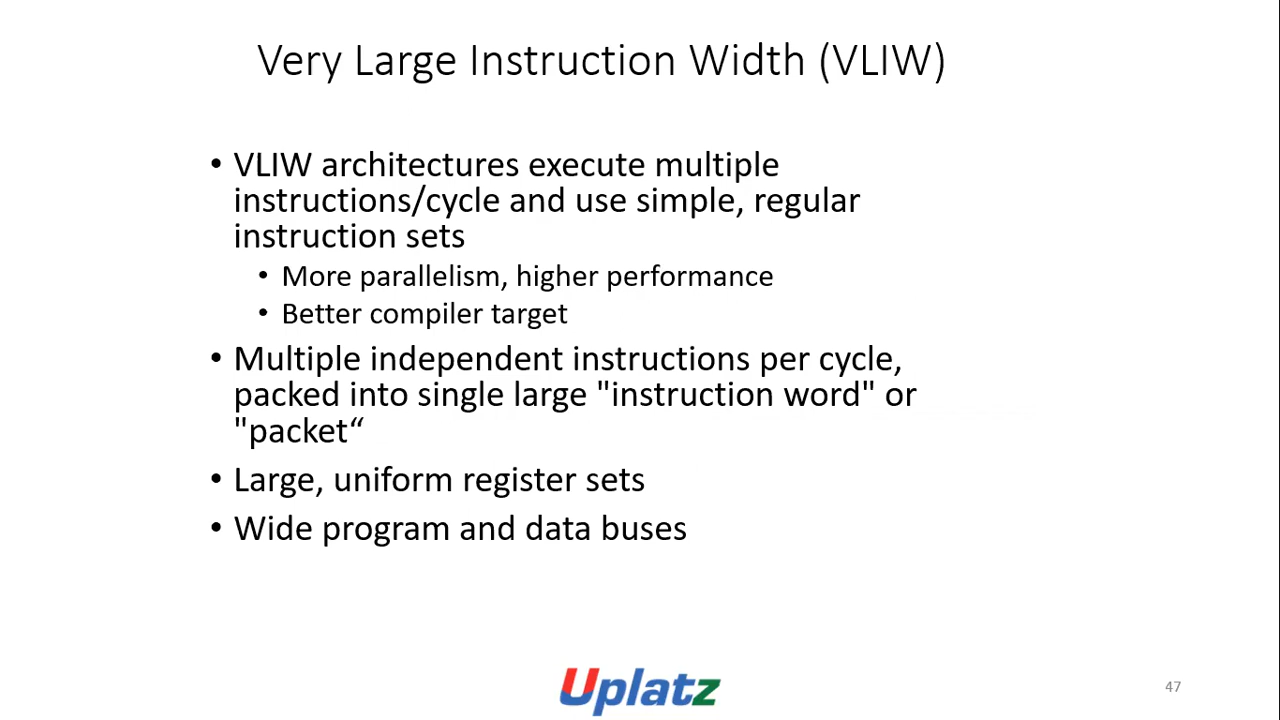 Very Large Instruction Width (VLIW)
• VLIW architectures execute multiple
instructions/cycle and use simple, regular
instruction sets
• More parallelism, higher performance
• Better compiler target
• Multiple independent instructions per cycle,
packed into single large "instruction word" or
"packet“
• Large, uniform register sets
• Wide program and data buses
Uplatz
47